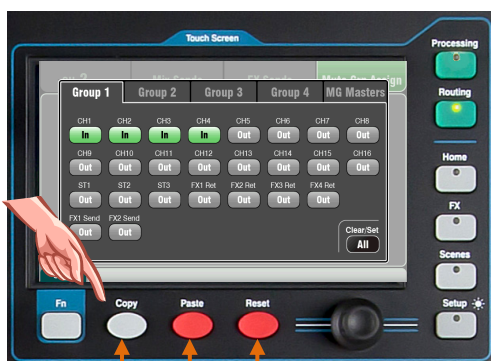 Touch Screen
Processing
Mute Grp Assign
Group 1 Group 2 Group 3 Group 4 MG Masters
Routing
CH1 CH2 CH3 CH4 CH5 CH6 CH7 CH8
In In In In Out Out Out Out
CH9 CH10 CH11 CH12 CH13 CH14 CH15 CH16
Out Out Out Out Out Out Out Out
Home
ST1 ST2 ST3 FX1 Ret FX2 Ret FX3 Ret FX4 Ret
Out Out Out Out Out Out Out
FX
FX1 Send FX2 Send
Out Out
Clear/Set
All
Scenes
Fn Copy Paste Reset
Setup